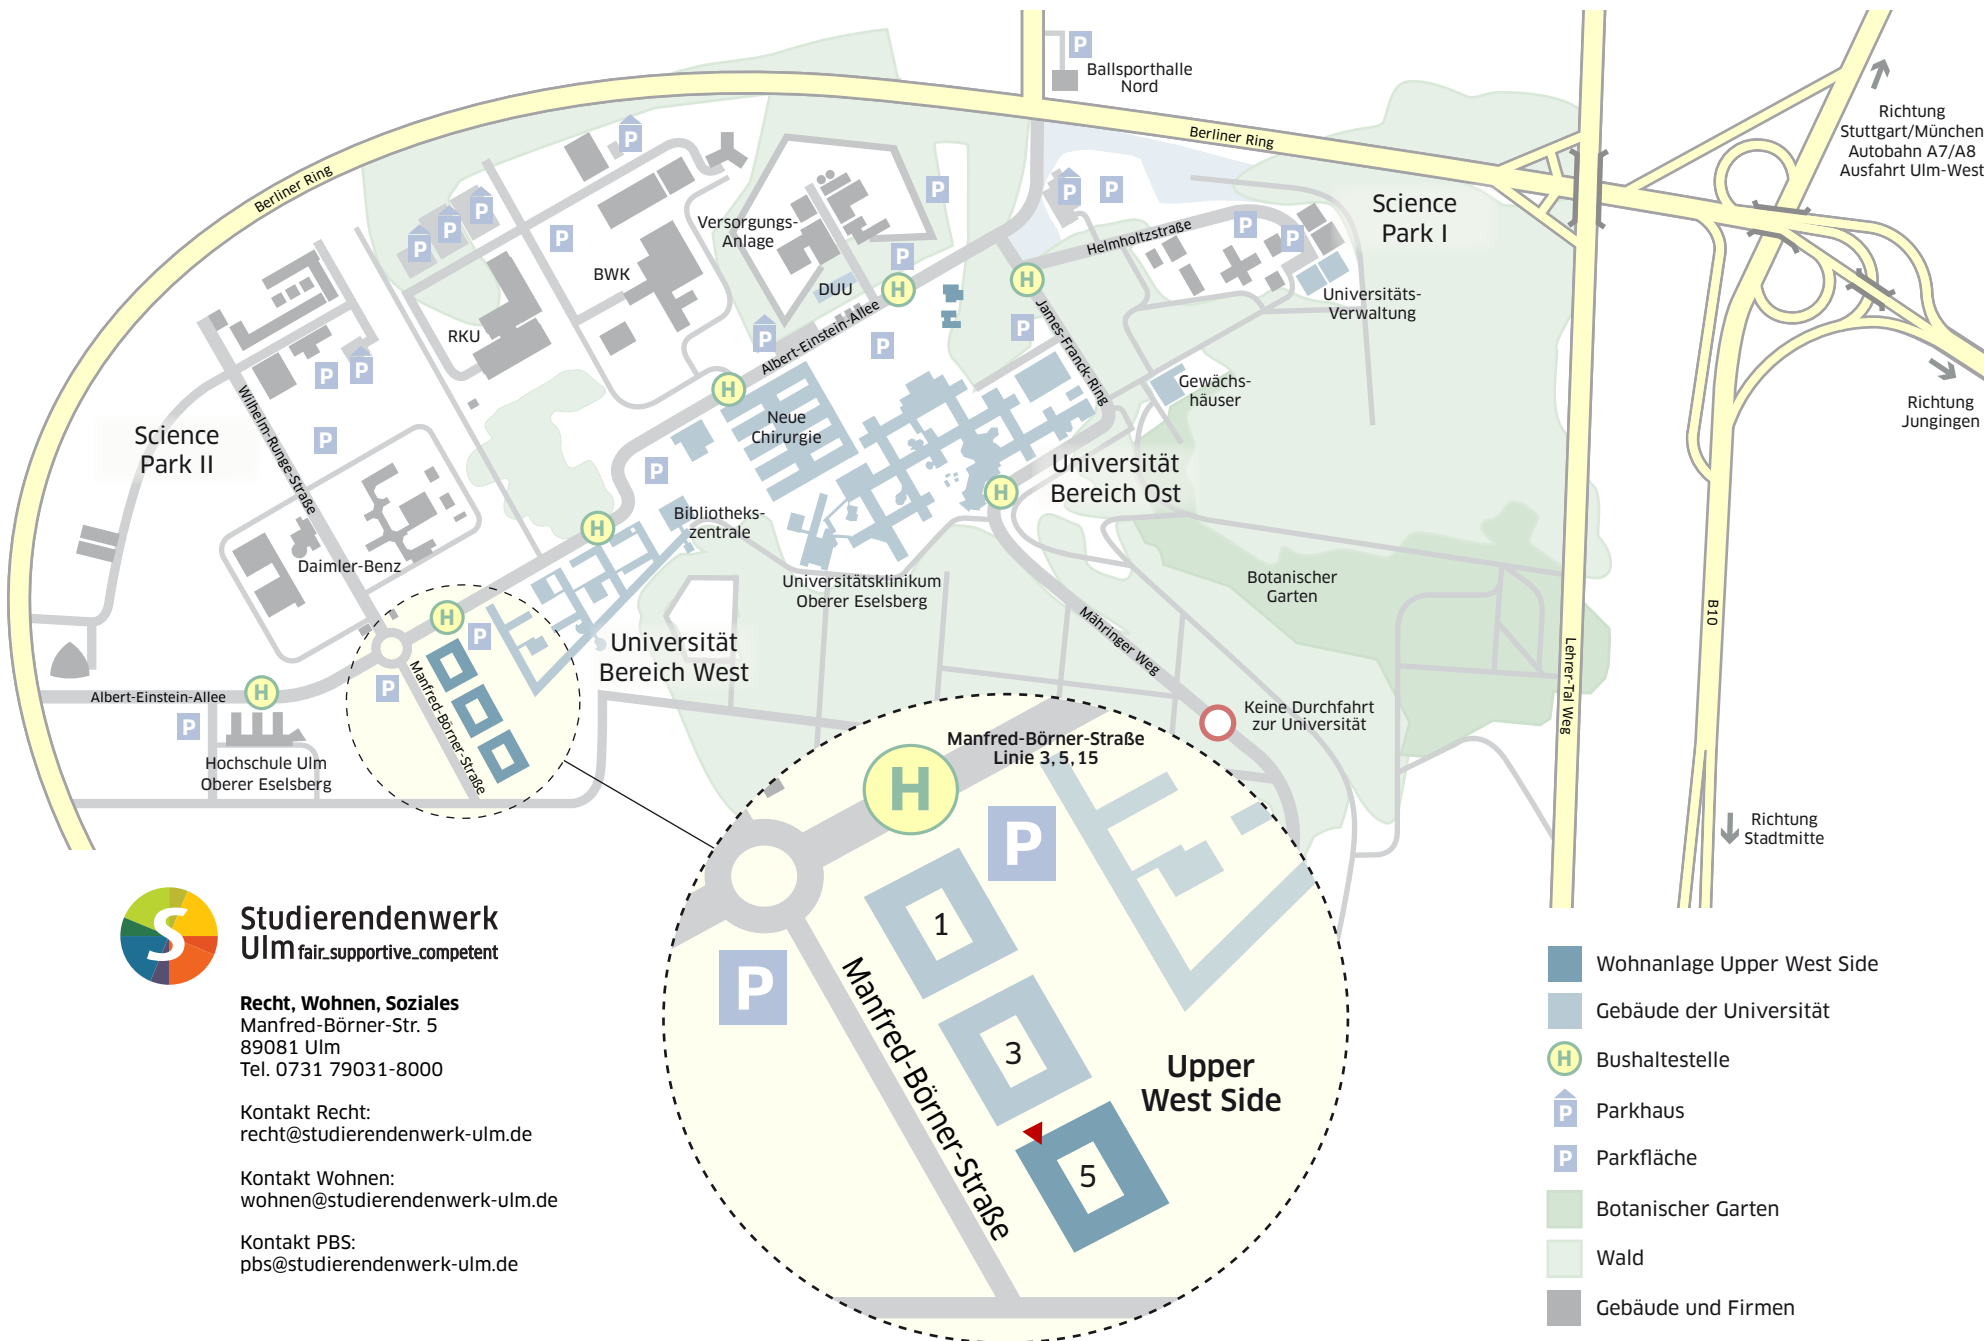 P
Ballsporthalle
Nord
Berliner Ring
Berliner Ring
Richtung
Stuttgart/München
Autobahn A7/A8
Ausfahrt Ulm-West
P
P
P
P
P
P
P
P
P
P
P
P
Versorgungs-
Anlage
Science
Park I
Helmholtzstraße
BWK
DUU
H
H
Universitäts-
Verwaltung
RKU
P
P
P
Albert-Einstein-Allee
James-Franck-Ring
P
P
H
Wilhelm-Runge-Straße
Gewächs-
häuser
Richtung
Jungingen
Neue
Chirurgie
Science
Park II
P
P
Universität
Bereich Ost
H
Bibliotheks-
zentrale
H
Daimler-Benz
Universitätsklinikum
Oberer Eselsberg
Botanischer
Garten
B10
H
P
Mähringer Weg
Universität
Bereich West
Lehrer-Tal Weg
P
Manfred-Börner-Straße
Albert-Einstein-Allee
H
P
Hochschule Ulm
Oberer Eselsberg
Keine Durchfahrt
zur Universität
Manfred-Börner-Straße
Linie 3, 5, 15
H
P
Richtung
Stadtmitte
1
P
3
Manfred-Börner-Straße
Upper
West Side
5
S
Studierendenwerk
Ulm fair_supportive_competent
Recht, Wohnen, Soziales
Manfred-Börner-Str. 5
89081 Ulm
Tel. 0731 79031-8000
Kontakt Recht:
recht@studierendenwerk-ulm.de
Kontakt Wohnen:
wohnen@studierendenwerk-ulm.de
Kontakt PBS:
pbs@studierendenwerk-ulm.de
Wohnanlage Upper West Side
Gebäude der Universität
H Bushaltestelle
P Parkhaus
P Parkfläche
Botanischer Garten
Wald
Gebäude und Firmen